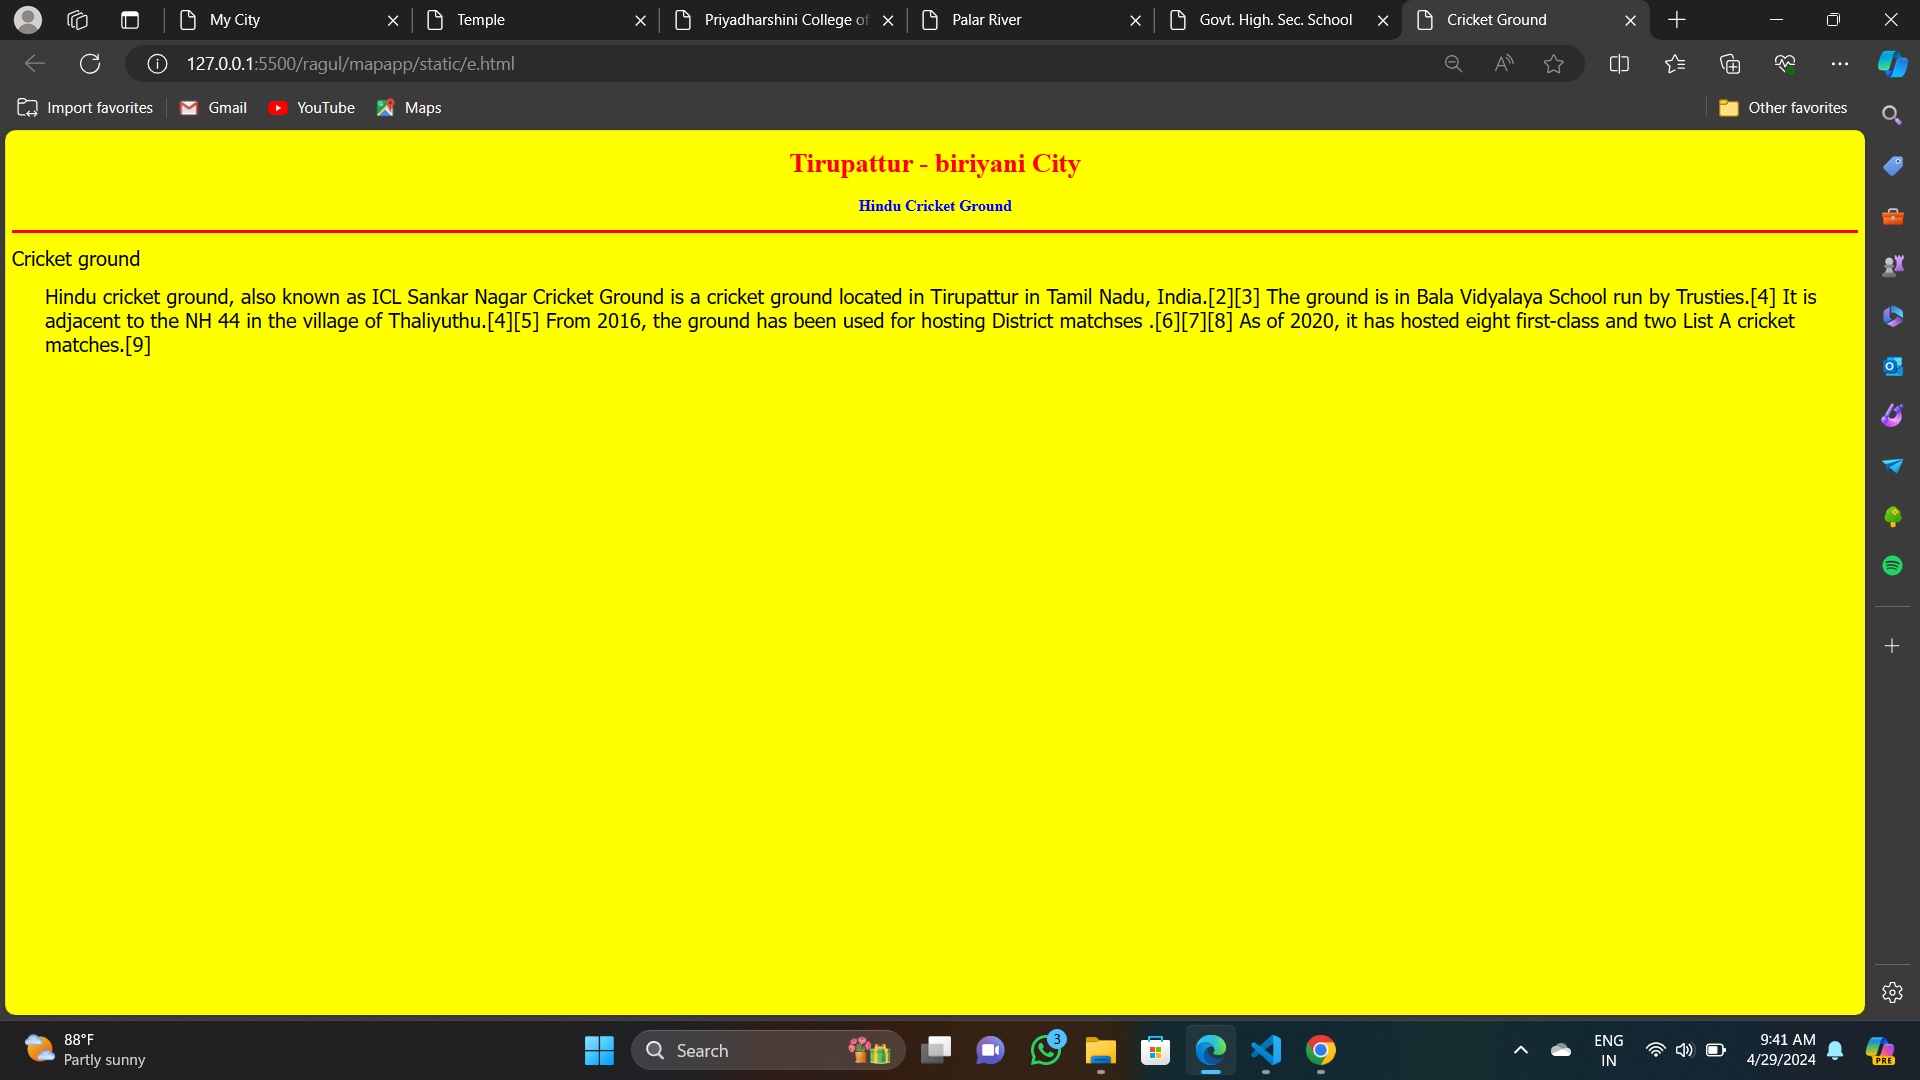 My City
Temple
Priyadharshini College of
Palar River
Govt. High. Sec. School
Cricket Ground
127.0.0.1:5500/ragul/mapapp/static/e.html
Import favorites
Gmail
YouTube
Maps
Other favorites
Tirupattur - biriyani City
Hindu Cricket Ground
Cricket ground
Hindu cricket ground, also known as ICL Sankar Nagar Cricket Ground is a cricket ground located in Tirupattur in Tamil Nadu, India.[2][3] The ground is in Bala Vidyalaya School run by Trusties.[4] It is
adjacent to the NH 44 in the village of Thaliyuthu.[4][5] From 2016, the ground has been used for hosting District matchses .[6][7][8] As of 2020, it has hosted eight first-class and two List A cricket
matches.[9]
88°F
Partly sunny
Search
3
ENG
IN
9:41 AM
4/29/2024
PRE